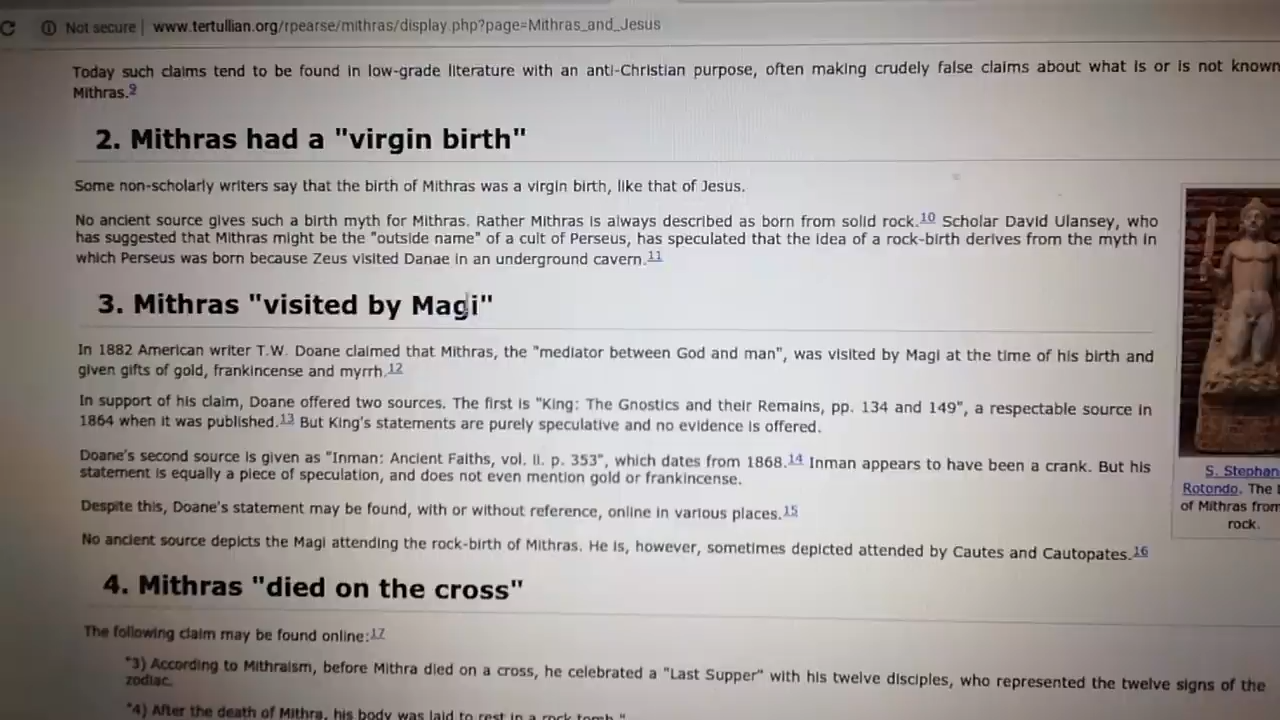 Not secure | www.tertullian.org/rpearse/mithras/display.php?page=Mithras_and_Jesus
Today such claims tend to be found in low-grade literature with an anti-Christian purpose, often making crudely false claims about what is or is not known
Mithras.9
2. Mithras had a "virgin birth"
Some non-scholarly writers say that the birth of Mithras was a virgin birth, like that of Jesus.
No ancient source gives such a birth myth for Mithras. Rather Mithras is always described as born from solid rock.10 Scholar David Ulansey, who
has suggested that Mithras might be the "outside name" of a cult of Perseus, has speculated that the idea of a rock-birth derives from the myth in
which Perseus was born because Zeus visited Danae in an underground cavern.11
3. Mithras "visited by Magi"
In 1882 American writer T.W. Doane claimed that Mithras, the "mediator between God and man", was visited by Magi at the time of his birth and
given gifts of gold, frankincense and myrrh.12
In support of his claim, Doane offered two sources. The first is "King: The Gnostics and their Remains, pp. 134 and 149", a respectable source in
1864 when it was published.13 But King's statements are purely speculative and no evidence is offered.
Doane's second source is given as "Inman: Ancient Faiths, vol. ii. p. 353", which dates from 1868.14 Inman appears to have been a crank. But his
statement is equally a piece of speculation, and does not even mention gold or frankincense.
Despite this, Doane's statement may be found, with or without reference, online in various places.15
No ancient source depicts the Magi attending the rock-birth of Mithras. He is, however, sometimes depicted attended by Cautes and Cautopates.16
S. Stephan
Rotondo. The
of Mithras from
rock.
4. Mithras "died on the cross"
The following claim may be found online:17
"3) According to Mithraism, before Mithra died on a cross, he celebrated a "Last Supper" with his twelve disciples, who represented the twelve signs of the
zodiac.
"4) After the death of Mithra, his body was laid to rest in a rock tomb."